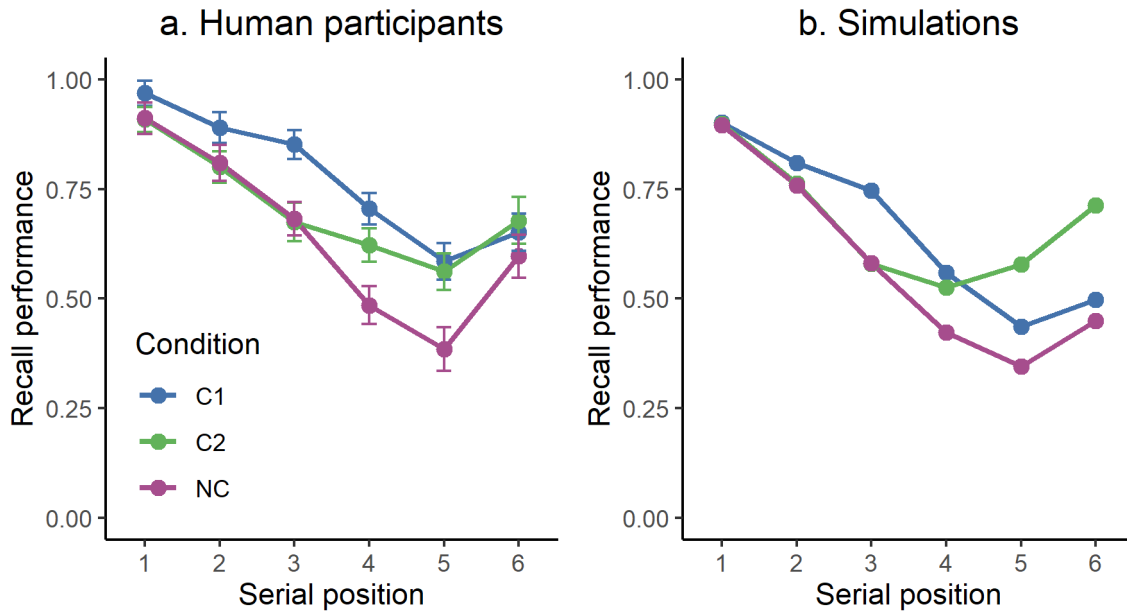 a. Human participants
Recall performance
1.00
0.75
0.50
0.25
0.00
Condition
C1
C2
NC
1 2 3 4 5 6
Serial position
b. Simulations
Recall performance
1.00
0.75
0.50
0.25
0.00
1 2 3 4 5 6
Serial position